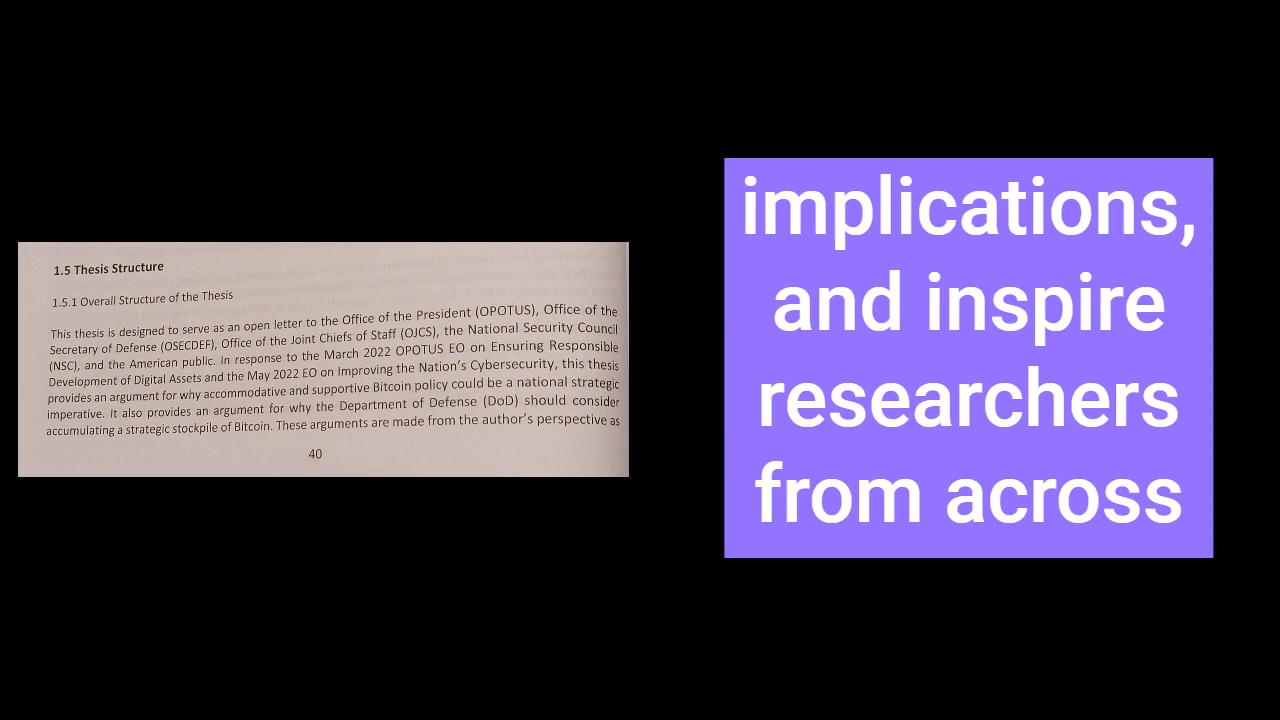 1.5 Thesis Structure
1.5.1 Overall Structure of the Thesis
This thesis is designed to serve as an open letter to the Office of the President (OPOTUS), Office of the
Secretary of Defense (OSECDEF), Office of the Joint Chiefs of Staff (OJCS), the National Security Council
(NSC), and the American public. In response to the March 2022 OPOTUS EO on Ensuring Responsible
Development of Digital Assets and the May 2022 EO on Improving the Nation's Cybersecurity, this thesis
provides an argument for why accommodative and supportive Bitcoin policy could be a national strategic
imperative. It also provides an argument for why the Department of Defense (DoD) should consider
accumulating a strategic stockpile of Bitcoin. These arguments are made from the author's perspective as
40
implications,
and inspire
researchers
from across